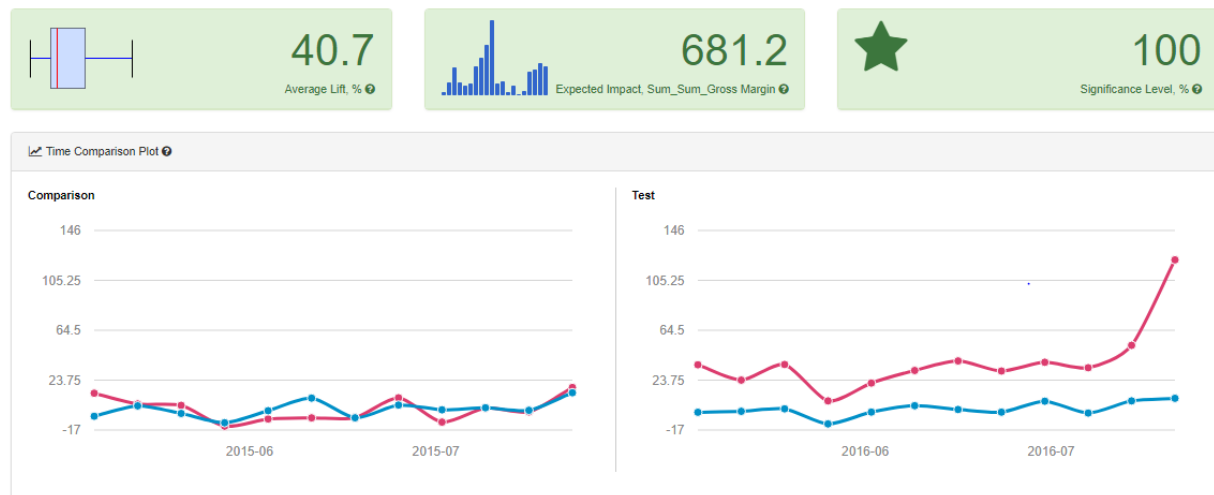 40.7
Average Lift, %
681.2
Expected Impact, Sum_Sum_Gross Margin
100
Significance Level, %
Time Comparison Plot
Comparison
146
105.25
64.5
23.75
-17
2015-06
2015-07
Test
146
105.25
64.5
23.75
-17
2016-06
2016-07